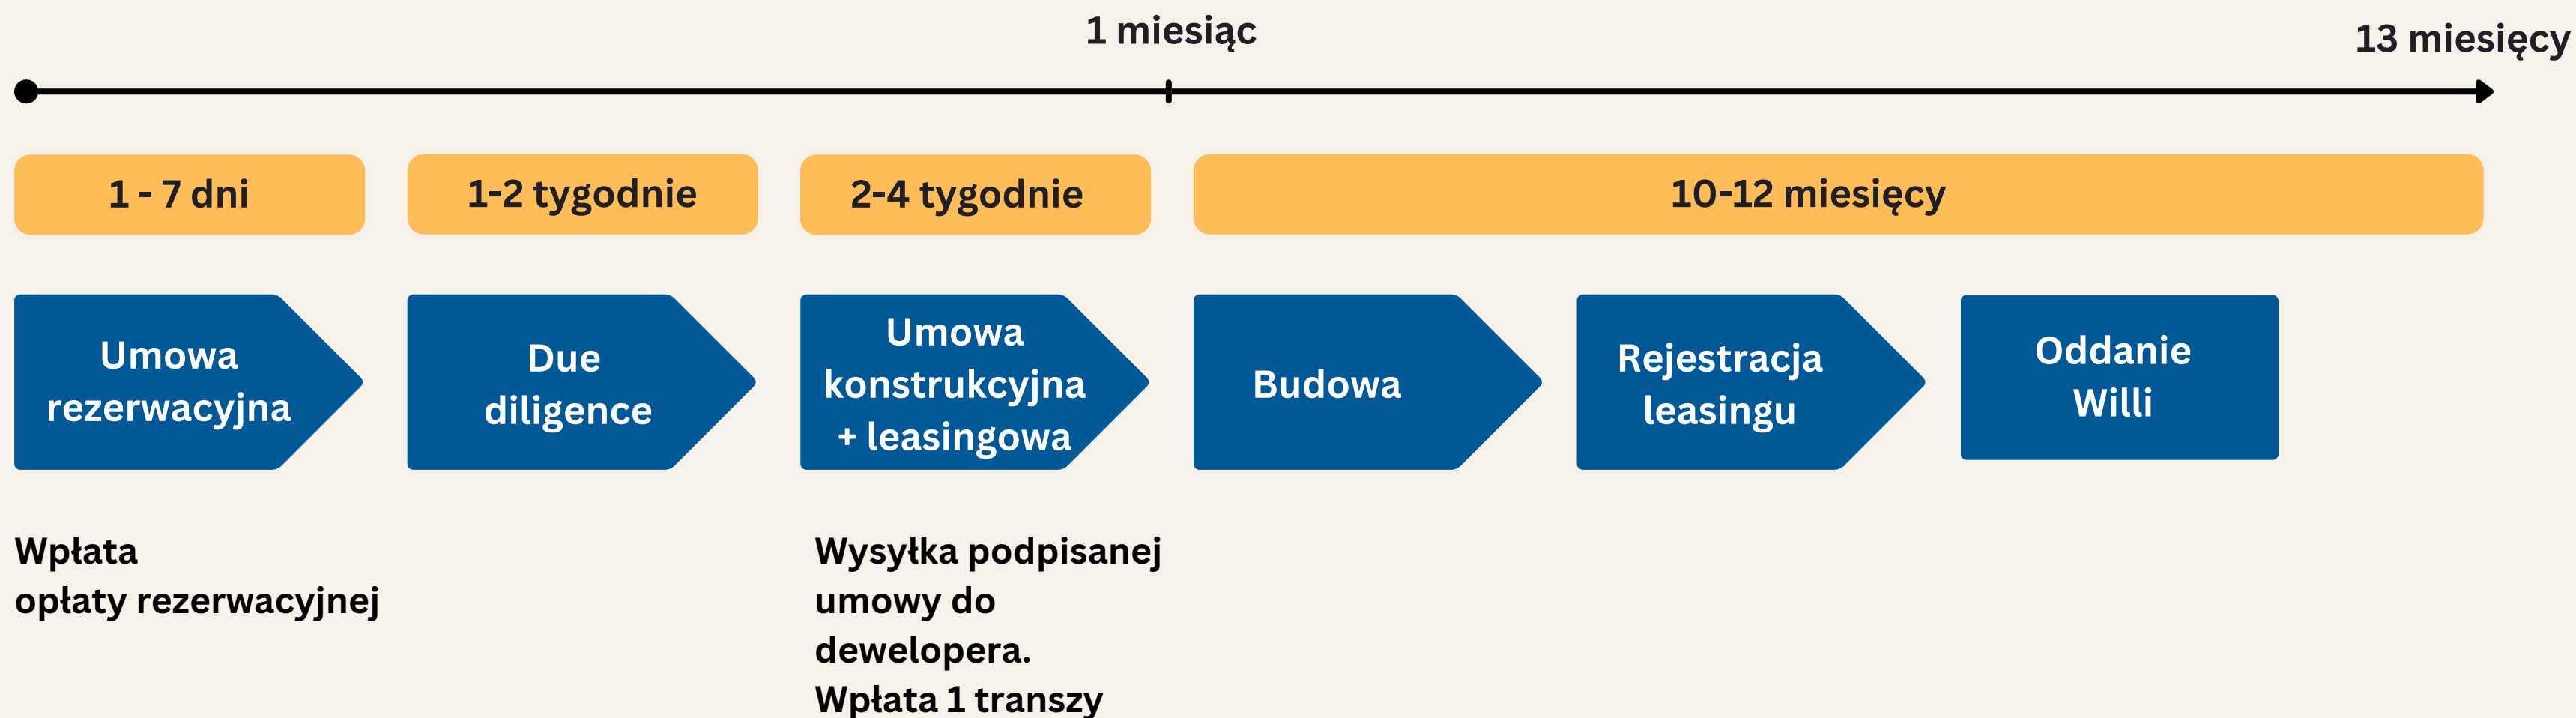 1 miesiąc
13 miesięcy
1 - 7 dni
1-2 tygodnie
2-4 tygodnie
10-12 miesięcy
Umowa
rezerwacyjna
Due
diligence
Umowa
konstrukcyjna
+ leasingowa
Budowa
Rejestracja
leasingu
Oddanie
Willi
Wpłata
opłaty rezerwacyjnej
Wysyłka podpisanej
umowy do
dewelopera.
Wpłata 1 transzy